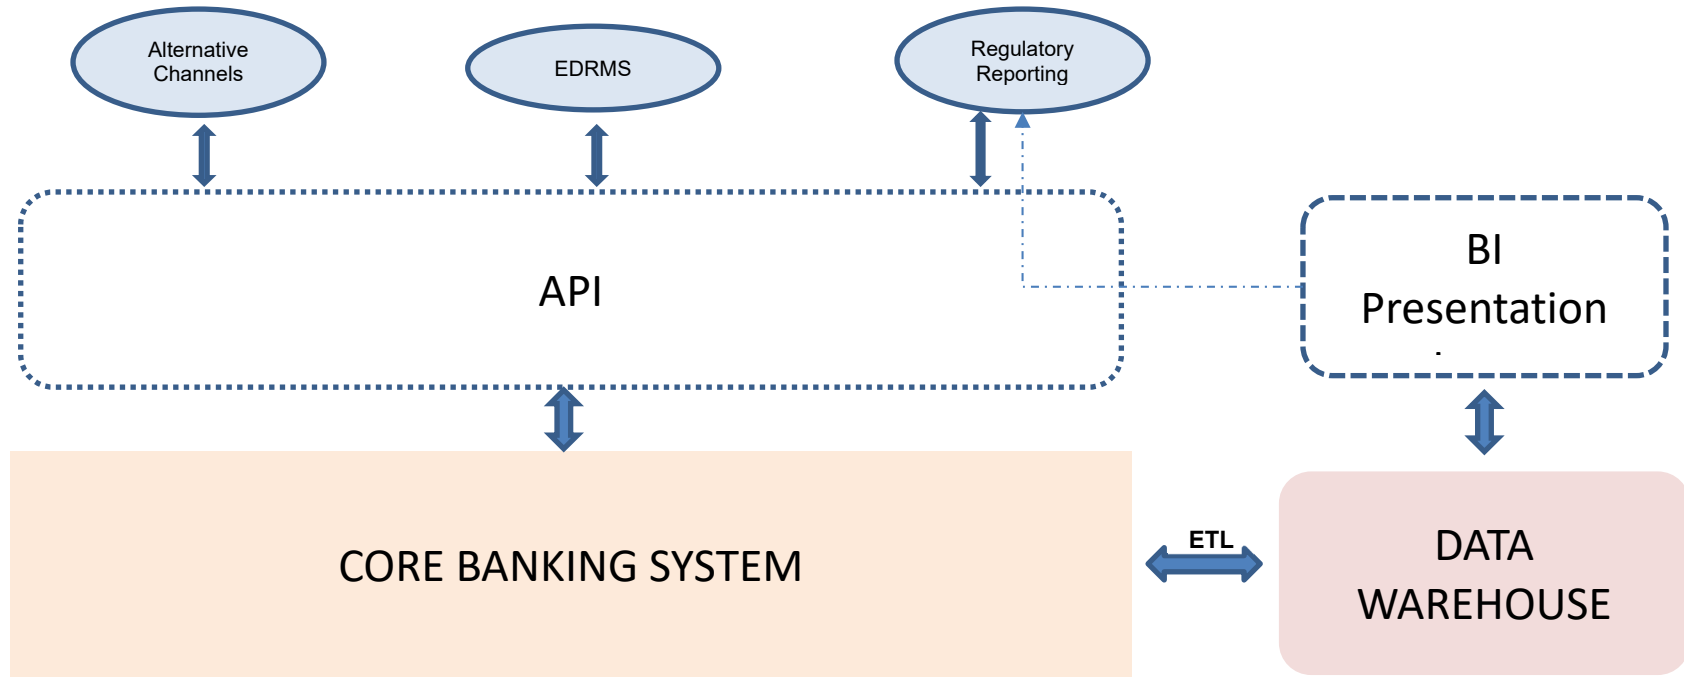 Alternative
Channels
EDRMS
Regulatory
Reporting
API
BI
Presentation
CORE BANKING SYSTEM
ETL
DATA
WAREHOUSE